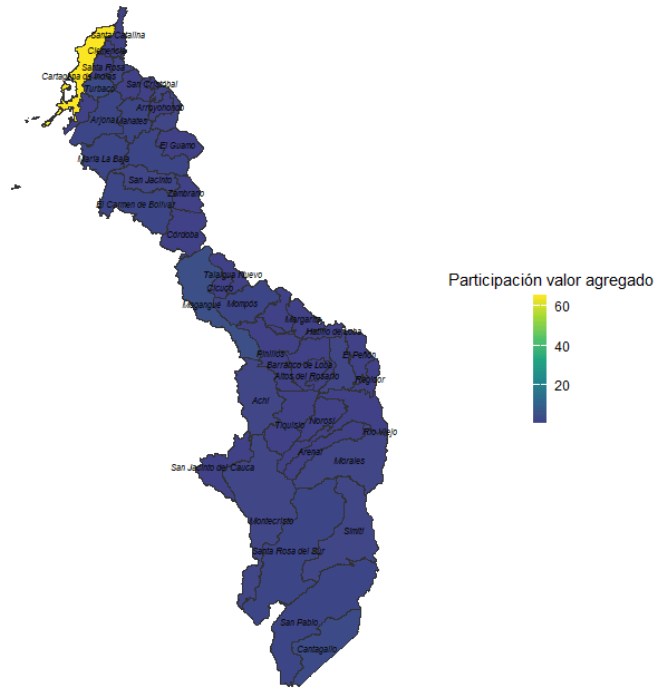 Santa Catalina
Clemencia
Santa Rosa
Cartagena de Indias
Turbaco
San Cristóbal
Arroyohondo
Arjona
Mahates
El Guamo
María La Baja
San Jacinto
Zambrano
El Carmen de Bolívar
Córdoba
Talaigua Nuevo
Cicuco
Magangué
Mompós
Margarita
Hatillo de Loba
Pinillos
El Peñón
Barranco de Loba
Altos del Rosario
Regidor
Achí
Norosí
Tiquisio
Río Viejo
Arenal
Morales
San Jacinto del Cauca
Montecristo
Simití
Santa Rosa del Sur
San Pablo
Cantagallo
Participación valor agregado
60
40
20